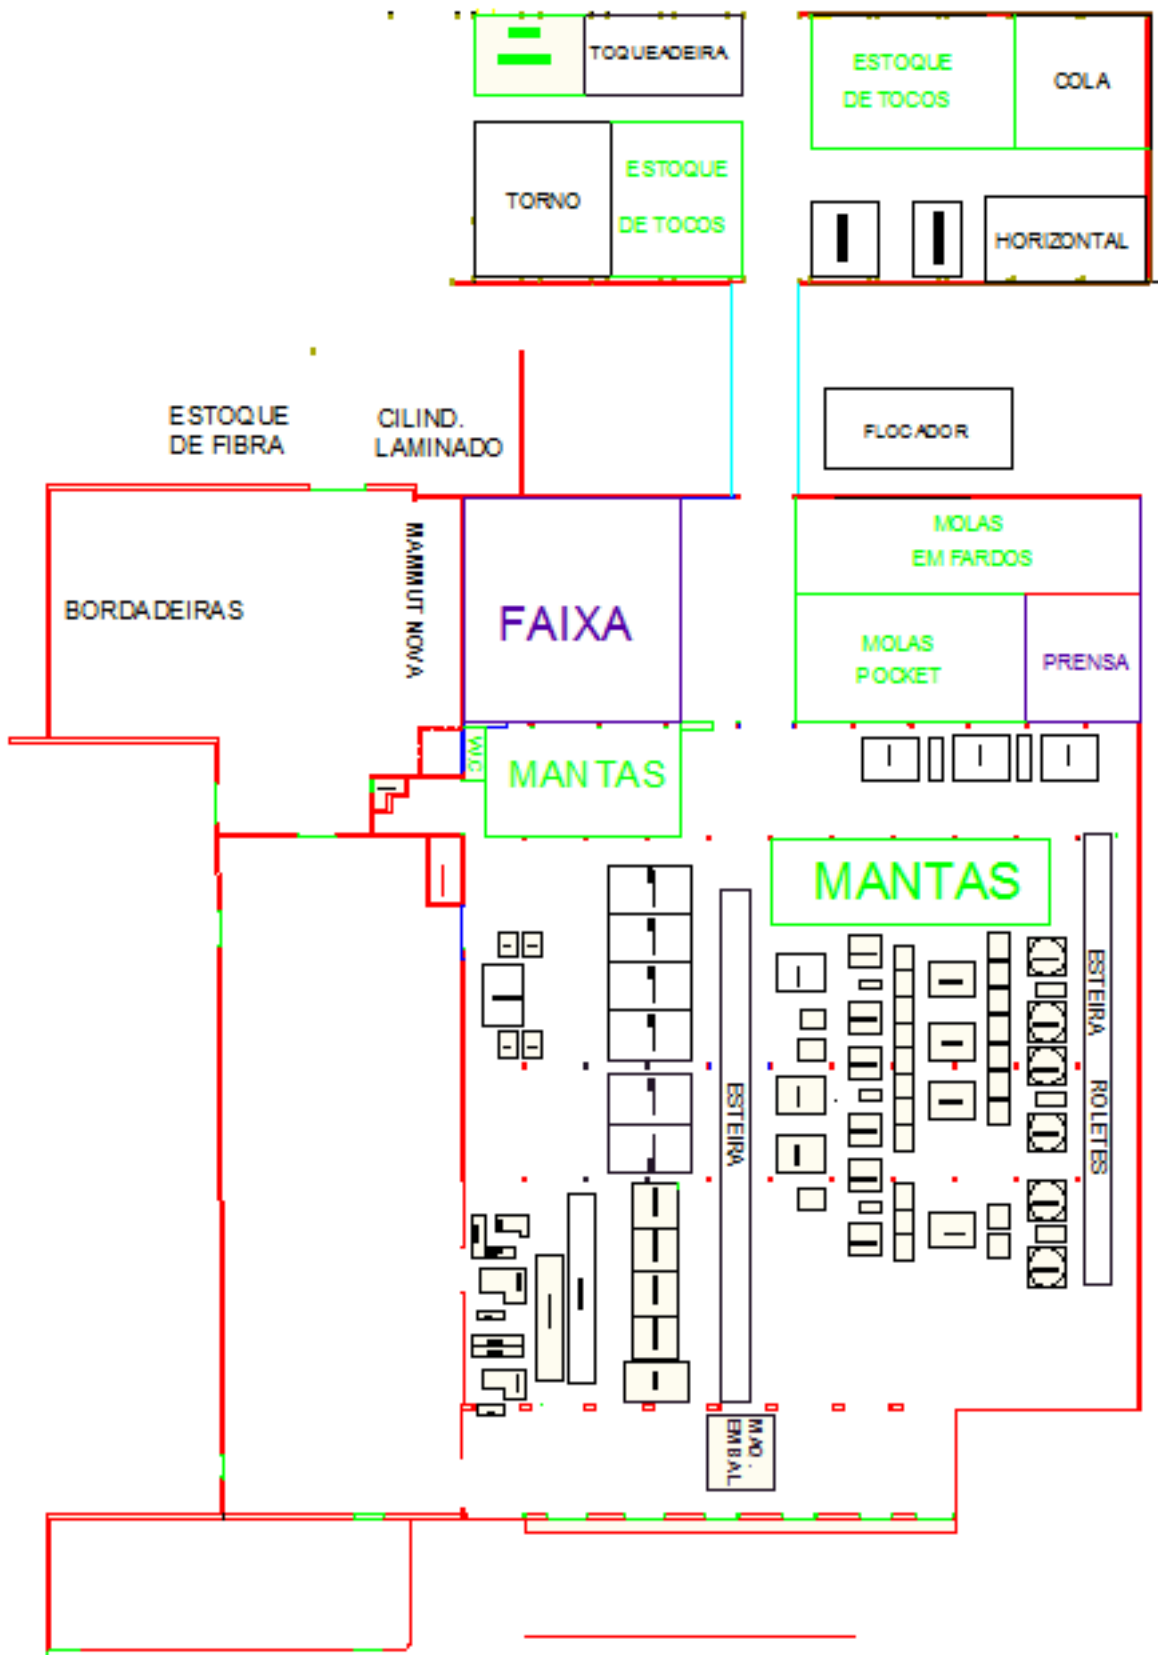 TOQUEADEIRA
ESTOQUE
DE TOCOS
COLA
TORNO
ESTOQUE
DE TOCOS
HORIZONTAL
ESTOQUE
DE FIBRA
CILIND.
LAMINADO
FLOCADOR
BORDADEIRAS
MAMMUT NOVA
FAIXA
MOLAS
EM FARDOS
MOLAS
POCKET
PRENSA
WC
MANTAS
MANTAS
ESTEIRA ROLETES
ESTEIRA
MAQ.
EMBAL